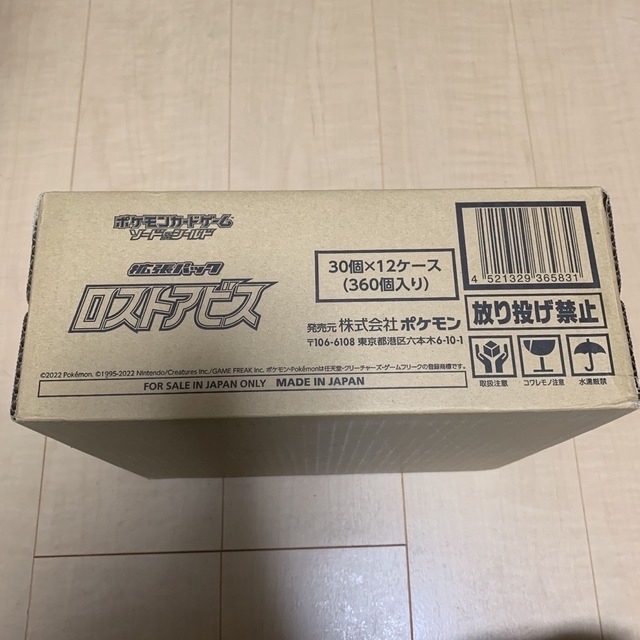 ポケモンカードゲーム
ソード&シールド
拡張パック
ロストアビス
30個×12ケース
(360個入り)
4 521329 365831
発売元 株式会社 ポケモン
〒106-6108 東京都港区六本木6-10-1
放り投げ禁止
取扱注意 コワレモノ注意 水濡厳禁
©2022 Pokémon. ©1995-2022 Nintendo/Creatures Inc./GAME FREAK Inc. ポケモン・Pokémonは任天堂・クリーチャーズ・ゲームフリークの登録商標です。
FOR SALE IN JAPAN ONLY MADE IN JAPAN